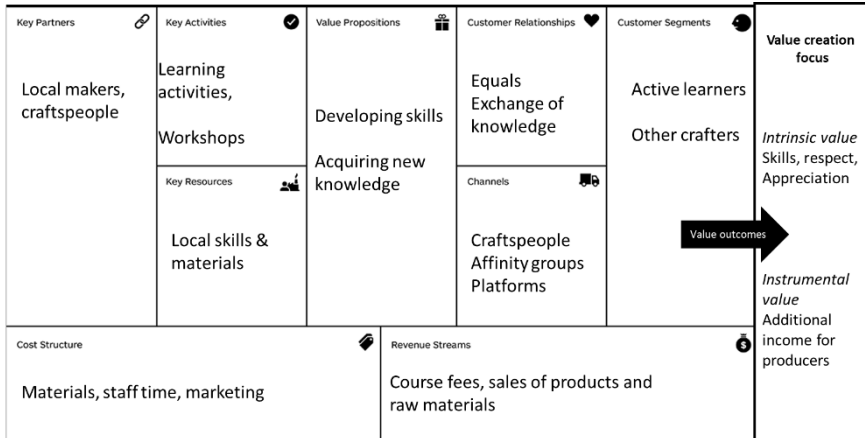 Key Partners
Local makers,
craftspeople
Key Activities
Learning
activities,
Workshops
Key Resources
Local skills &
materials
Value Propositions
Developing skills
Acquiring new
knowledge
Customer Relationships
Equals
Exchange of
knowledge
Channels
Craftspeople
Affinity groups
Platforms
Customer Segments
Active learners
Other crafters
Value outcomes
Value creation
focus
Intrinsic value
Skills, respect,
Appreciation
Instrumental
value
Additional
income for
producers
Cost Structure
Materials, staff time, marketing
Revenue Streams
$
Course fees, sales of products and
raw materials